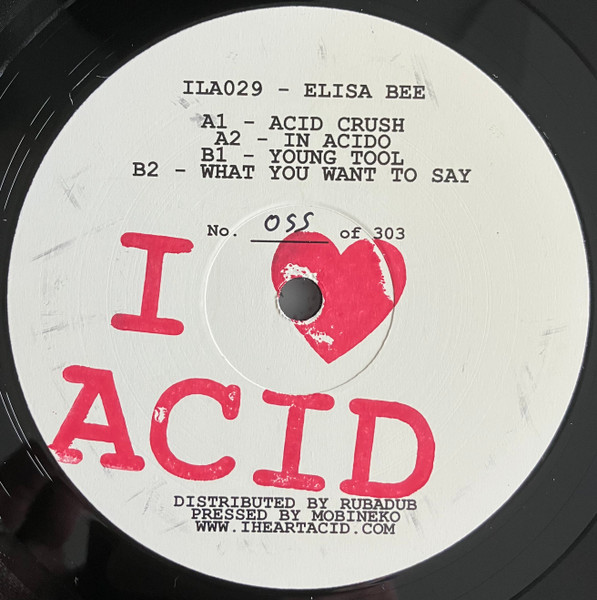 ILA029 - ELISA BEE
A1 - ACID CRUSH
A2 - IN ACIDO
B1 - YOUNG TOOL
B2 - WHAT YOU WANT TO SAY
No. 055 of 303
I ♥
ACID
DISTRIBUTED BY RUBADUB
PRESSED BY MOBINEKO
WWW.IHEARTACID.COM